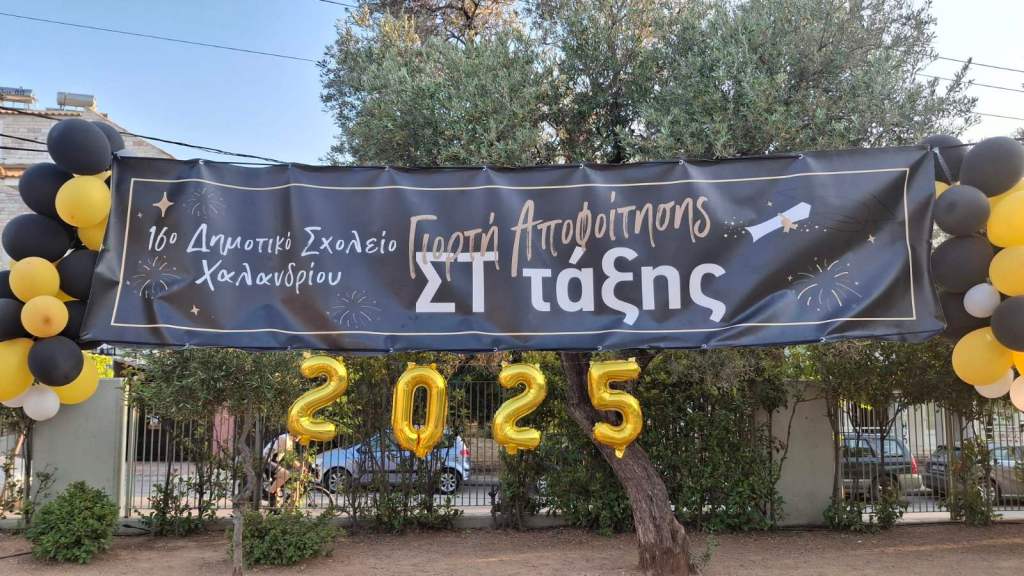 16ο Δημοτικό Σχολείο
Χαλανδρίου
Γιορτή Αποφοίτησης
ΣΤ τάξης
2025